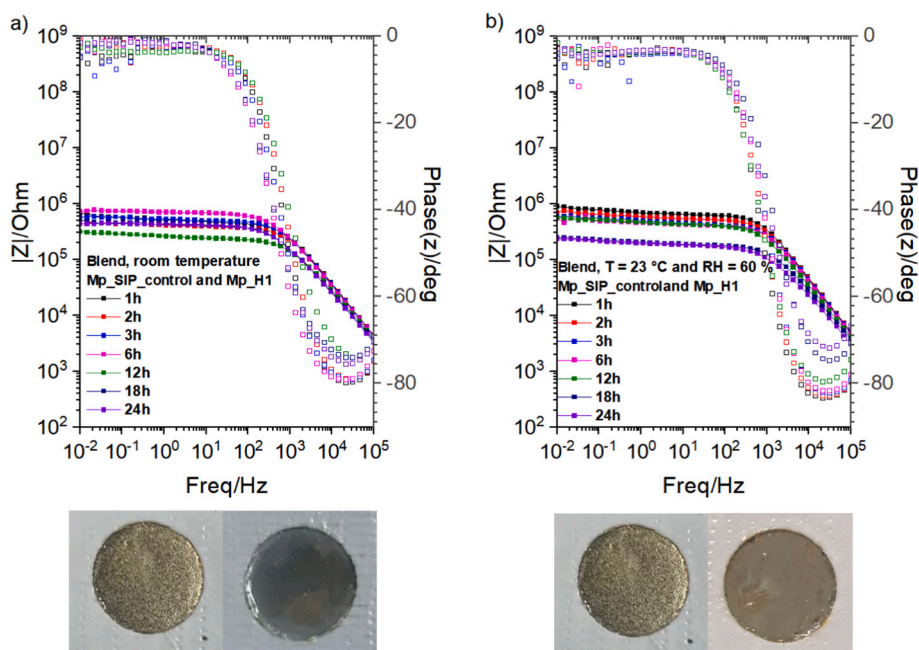 a)
10⁹
10⁸
10⁷
10⁶
10⁵
10⁴
10³
10²
|Z|/Ohm
0
-20
-40
-60
-80
Phase(z)/deg
Blend, room temperature
Mp_SIP_control and Mp_H1
1h
2h
3h
6h
12h
18h
24h
10⁻² 10⁻¹ 10⁰ 10¹ 10² 10³ 10⁴ 10⁵
Freq/Hz
b)
10⁹
10⁸
10⁷
10⁶
10⁵
10⁴
10³
10²
|Z|/Ohm
0
-20
-40
-60
-80
Phase(z)/deg
Blend, T = 23 °C and RH = 60 %
Mp_SIP_controland Mp_H1
1h
2h
3h
6h
12h
18h
24h
10⁻² 10⁻¹ 10⁰ 10¹ 10² 10³ 10⁴ 10⁵
Freq/Hz